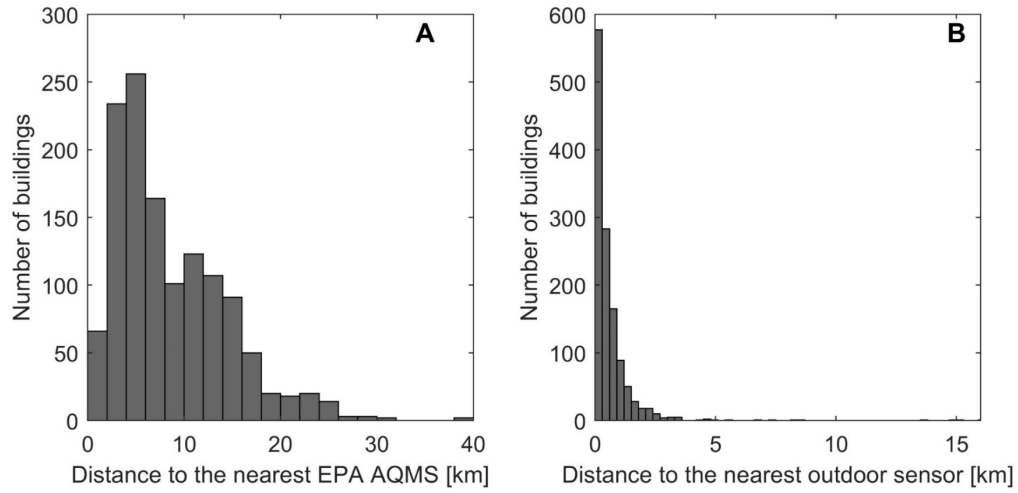 A
300
250
200
150
100
50
0
Number of buildings
0 10 20 30 40
Distance to the nearest EPA AQMS [km]
B
600
500
400
300
200
100
0
Number of buildings
0 5 10 15
Distance to the nearest outdoor sensor [km]